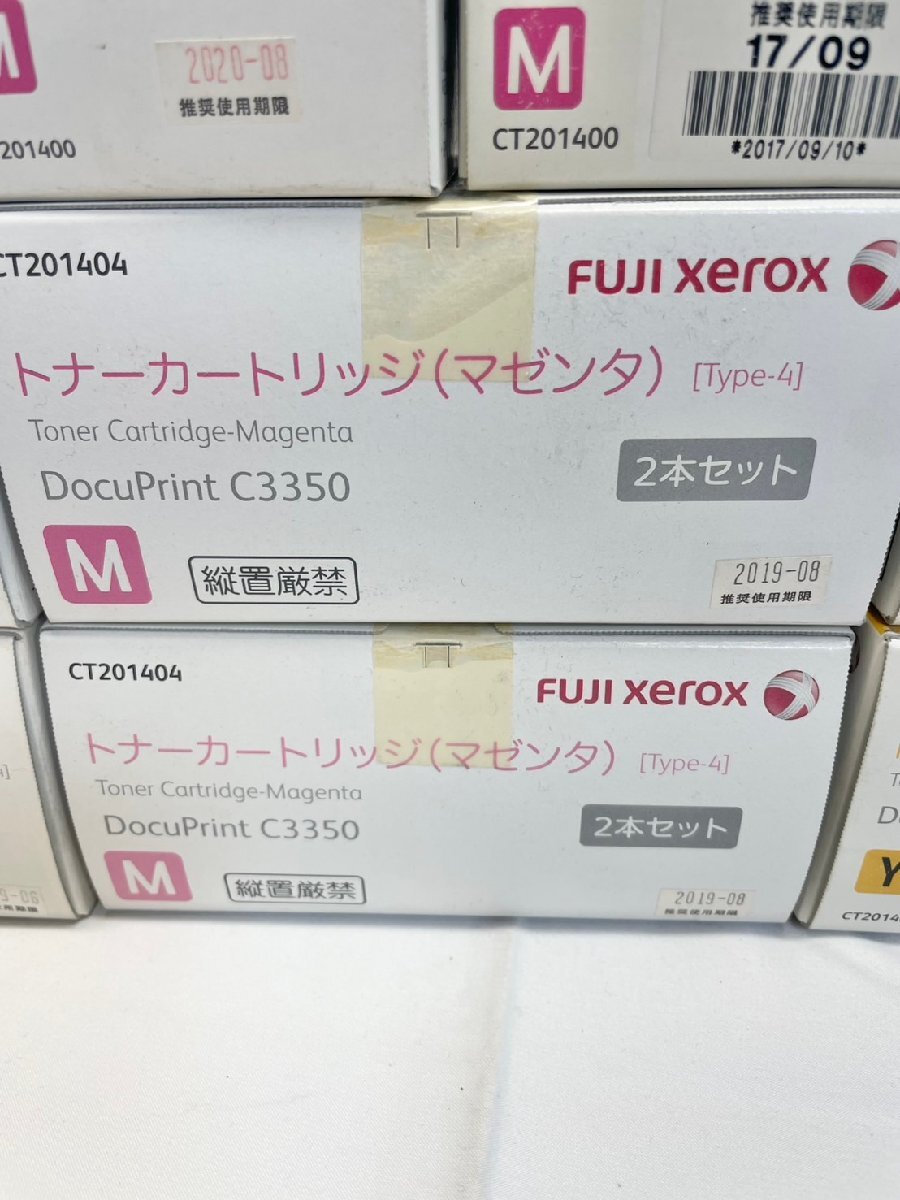 2020-08
推奨使用期限
201400
M
推奨使用期限
17/09
*2017/09/10*
CT201400
CT201404
FUJI xerox
トナーカートリッジ(マゼンタ) [Type-4]
Toner Cartridge-Magenta
DocuPrint C3350
2本セット
M
縦置厳禁
2019-08
推奨使用期限
CT201404
FUJI xerox
トナーカートリッジ(マゼンタ) [Type-4]
Toner Cartridge-Magenta
DocuPrint C3350
2本セット
M
縦置厳禁
2019-08
推奨使用期限
Y